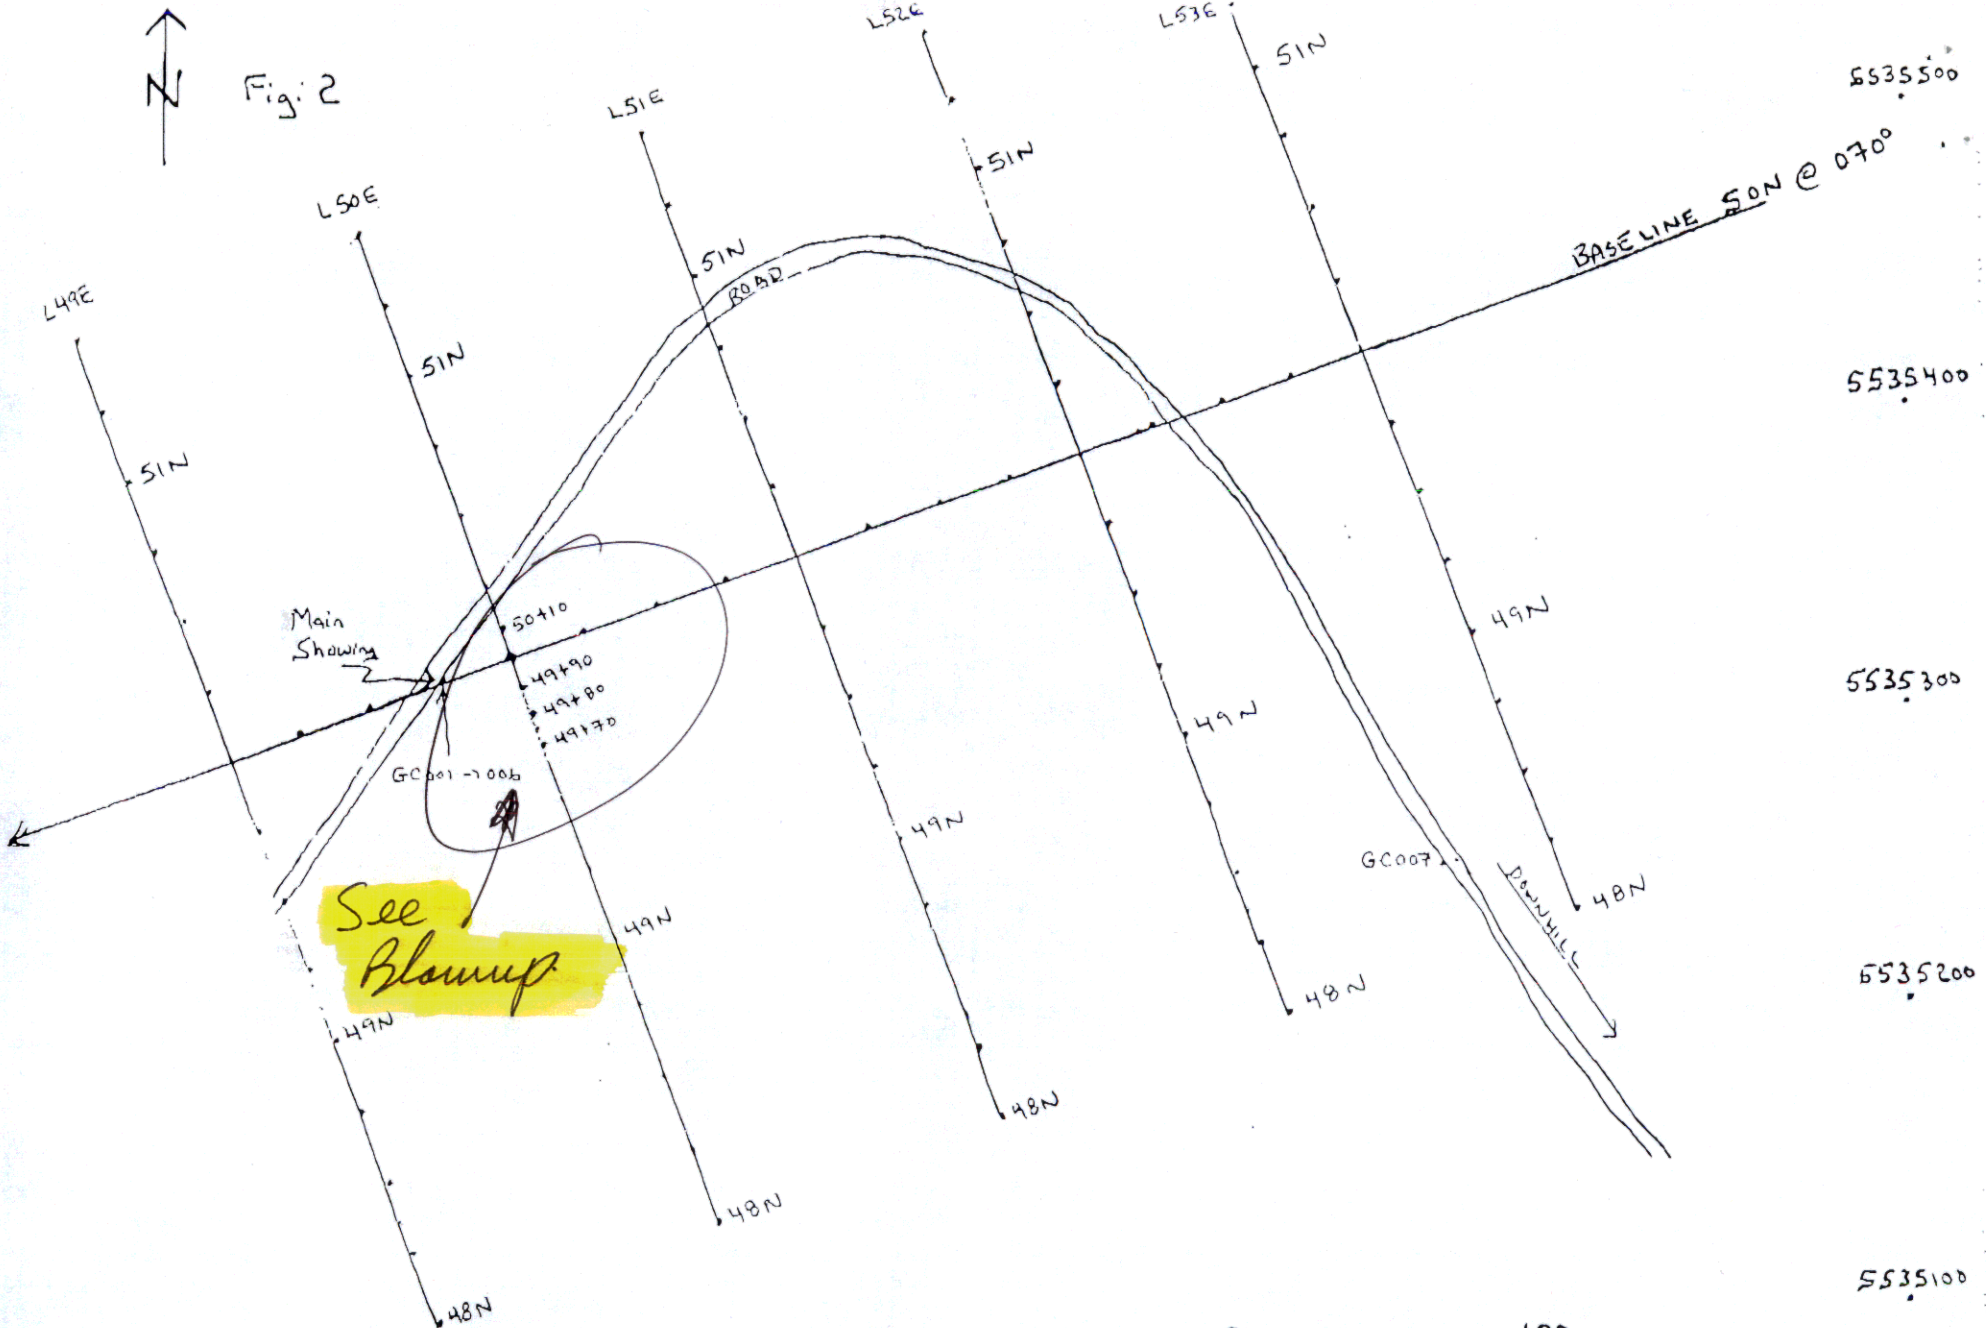 N
Fig: 2
L49E
L50E
L51E
L52E
L53E
51N
51N
51N
51N
51N
ROAD
BASELINE 50N @ 070°
5535500
5535400
5535300
5535200
5535100
Main
Showing
50+10
49+90
49+80
49+70
GC001->006
See
Blowup
GC007
DOWNHILL
49N
49N
49N
49N
49N
48N
48N
48N
48N
48N